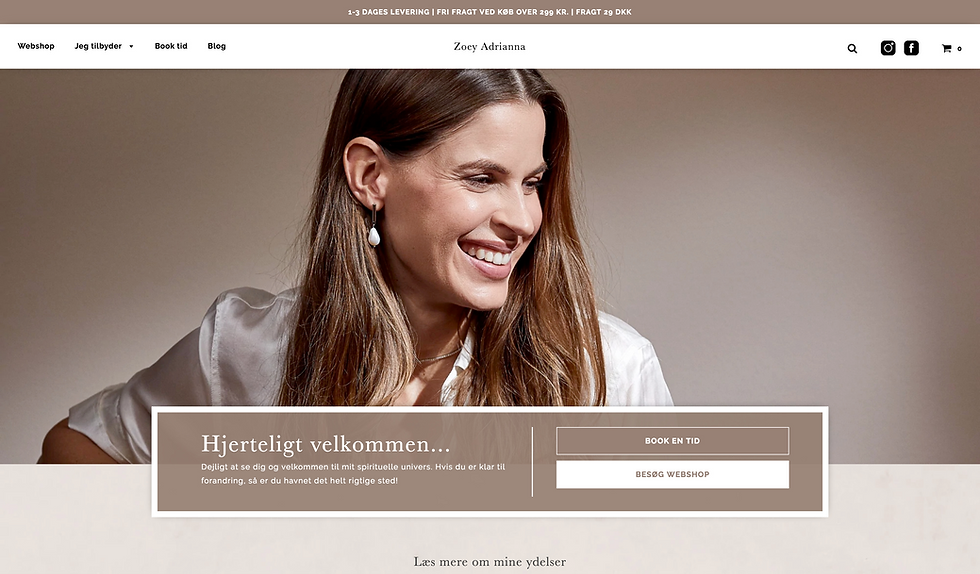 1-3 DAGES LEVERING | FRI FRAGT VED KØB OVER 299 KR. | FRAGT 29 DKK
Webshop Jeg tilbyder Book tid Blog Zoey Adrianna 0
Hjerteligt velkommen...
Dejligt at se dig og velkommen til mit spirituelle univers. Hvis du er klar til
forandring, så er du havnet det helt rigtige sted!
BOOK EN TID
BESØG WEBSHOP
Læs mere om mine ydelser